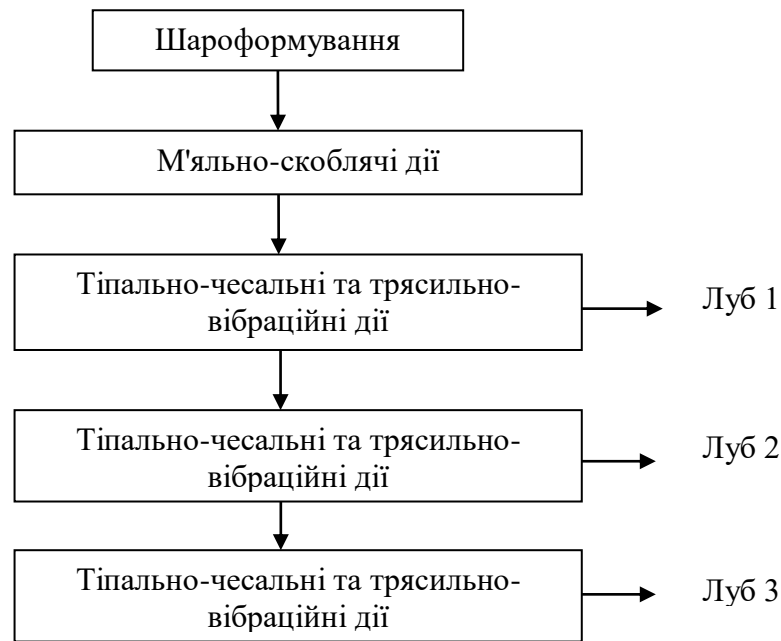 Шароформування
М'яльно-скоблячі дії
Тіпально-чесальні та трясильно-
вібраційні дії
Луб 1
Тіпально-чесальні та трясильно-
вібраційні дії
Луб 2
Тіпально-чесальні та трясильно-
вібраційні дії
Луб 3